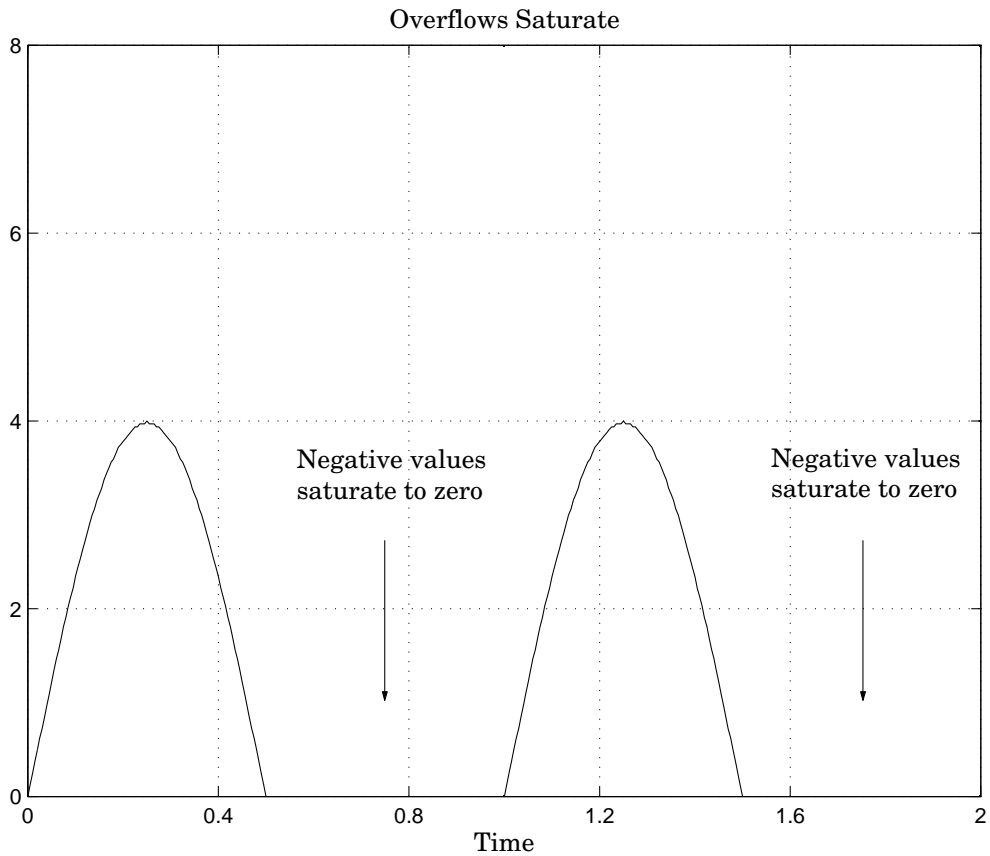 Overflows Saturate
8
6
4
2
0
Negative values
saturate to zero
Negative values
saturate to zero
0 0.4 0.8 1.2 1.6 2
Time